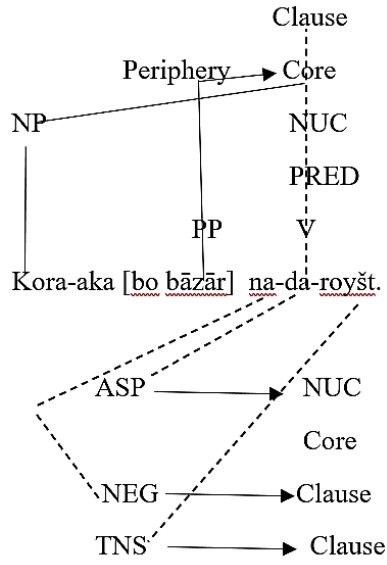 Clause
Periphery Core
NP NUC
PRED
PP V
Kora-aka [bo bāzār] na-da-royšt.
ASP NUC
Core
NEG Clause
TNS Clause